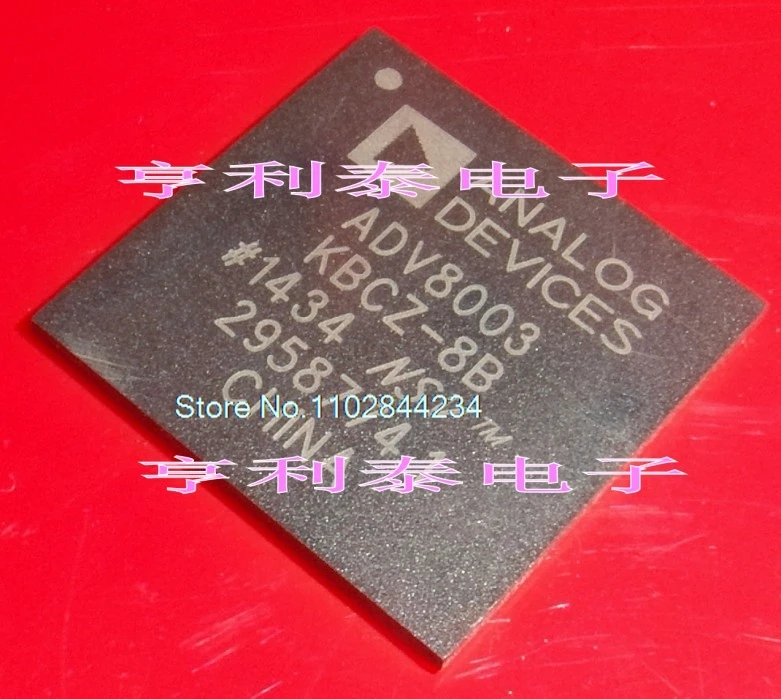 亨利泰电子
ANALOG
DEVICES
ADV8003
KBCZ-8B
#1434
CHINA
Store No.:1102844234
亨利泰电子